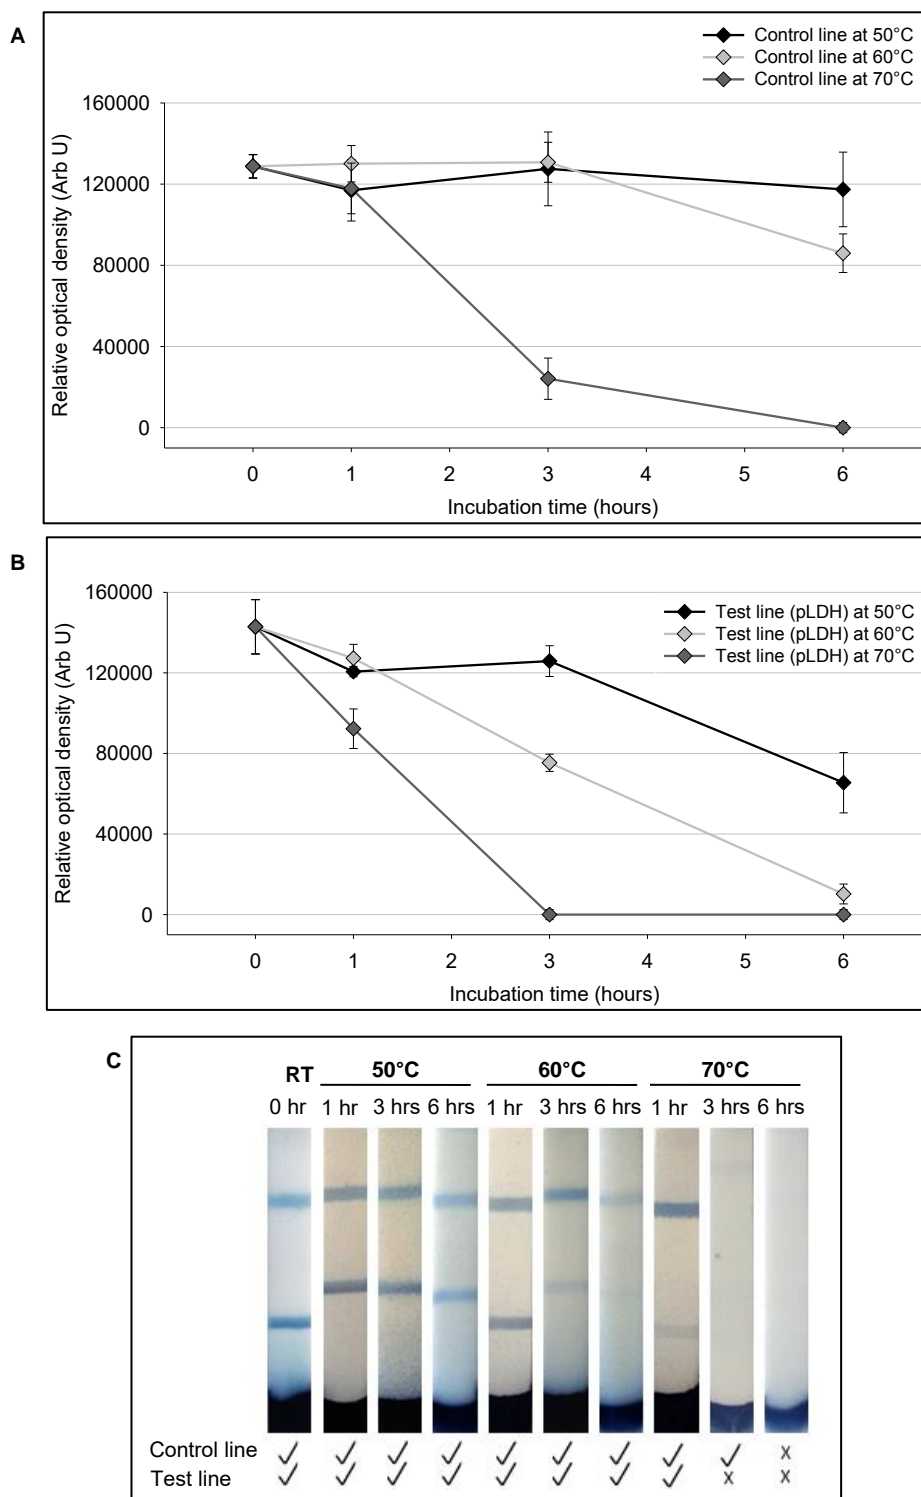 A
Control line at 50°C
Control line at 60°C
Control line at 70°C
Relative optical density (Arb U)
160000
120000
80000
40000
0
0 1 2 3 4 5 6
Incubation time (hours)
B
Test line (pLDH) at 50°C
Test line (pLDH) at 60°C
Test line (pLDH) at 70°C
Relative optical density (Arb U)
160000
120000
80000
40000
0
0 1 2 3 4 5 6
Incubation time (hours)
C
RT 50°C 60°C 70°C
0 hr 1 hr 3 hrs 6 hrs 1 hr 3 hrs 6 hrs 1 hr 3 hrs 6 hrs
Control line ✓ ✓ ✓ ✓ ✓ ✓ ✓ ✓ ✓ x
Test line ✓ ✓ ✓ ✓ ✓ ✓ ✓ ✓ x x